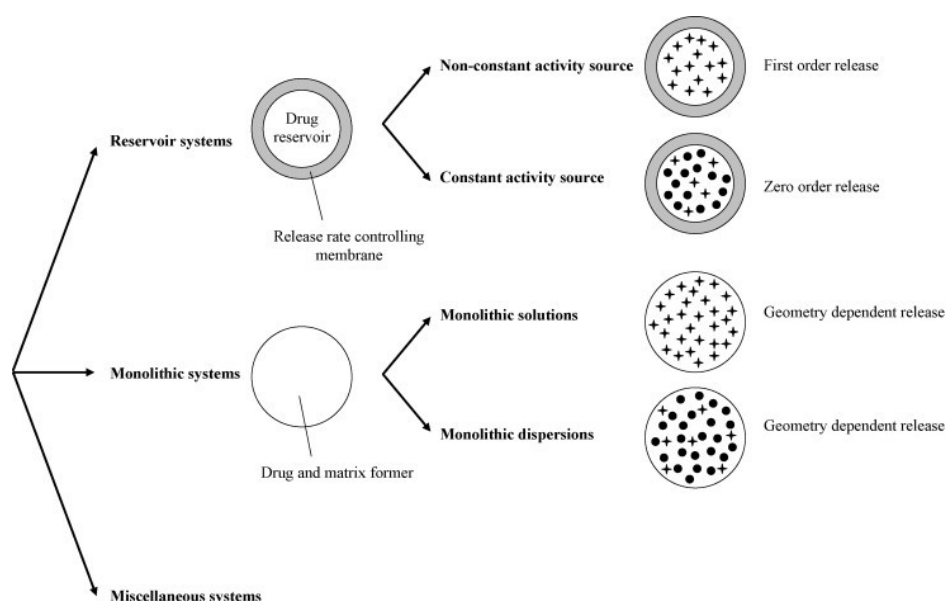 Non-constant activity source
First order release
Drug
reservoir
Reservoir systems
Constant activity source
Zero order release
Release rate controlling
membrane
Monolithic solutions
Geometry dependent release
Monolithic systems
Monolithic dispersions
Geometry dependent release
Drug and matrix former
Miscellaneous systems